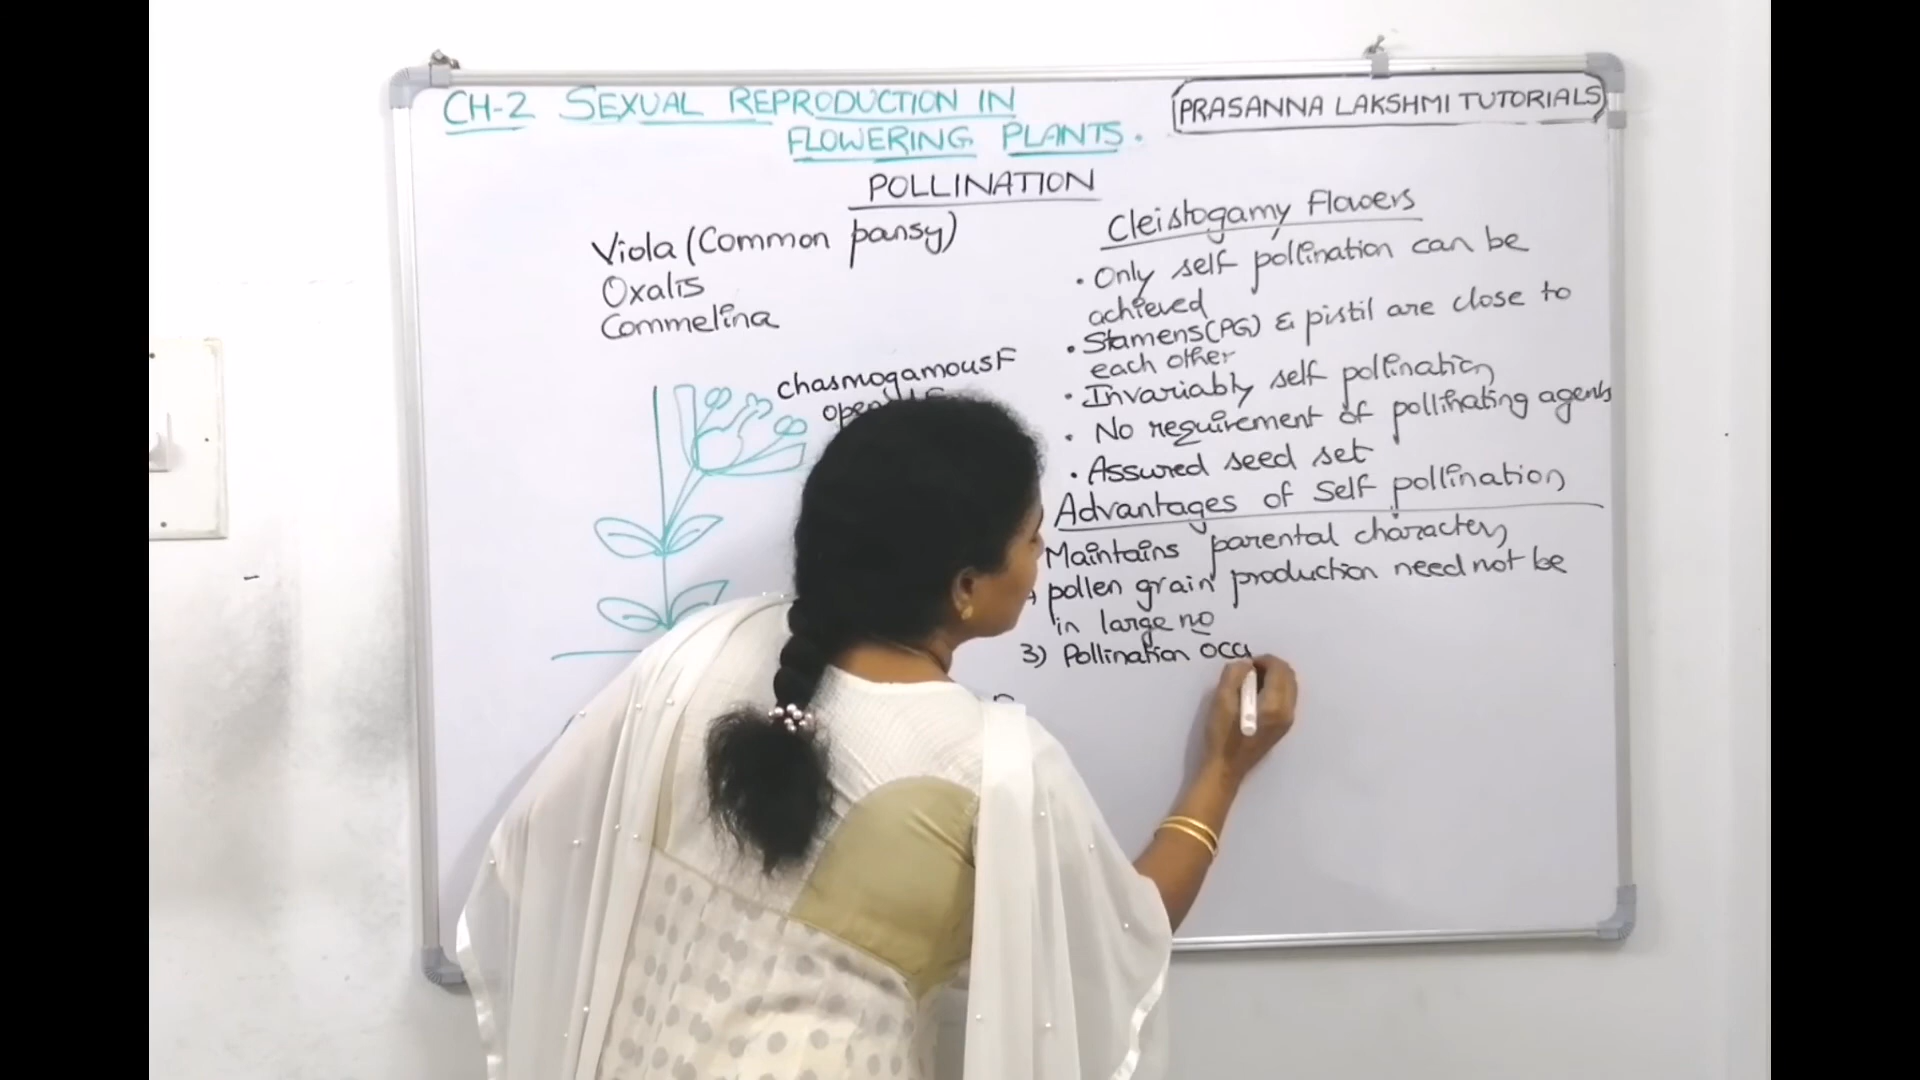 CH-2 SEXUAL REPRODUCTION IN
FLOWERING PLANTS.
PRASANNA LAKSHMI TUTORIALS
POLLINATION
Viola (Common pansy)
Oxalis
Commelina
chasmogamous F
Cleistogamy Flowers
• Only self pollination can be
achieved
• Stamens(PG) & pistil are close to
each other
• Invariably self pollination
• No requirement of pollinating agents
• Assured seed set
Advantages of Self pollination
Maintains parental character,
pollen grain production need not be
in large no
3) Pollination occu